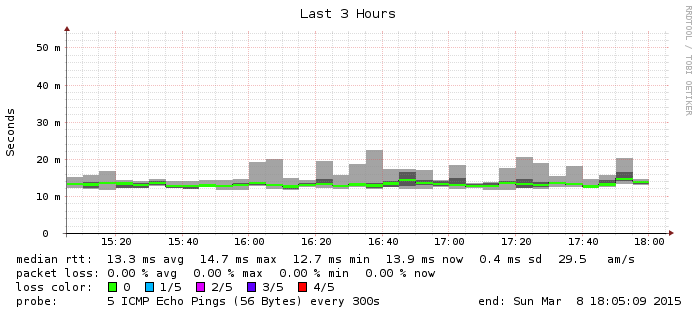 Last 3 Hours
RRDTOOL / TOBI OETIKER
Seconds
50 m
40 m
30 m
20 m
10 m
0
15:20 15:40 16:00 16:20 16:40 17:00 17:20 17:40 18:00
median rtt: 13.3 ms avg 14.7 ms max 12.7 ms min 13.9 ms now 0.4 ms sd 29.5 am/s
packet loss: 0.00 % avg 0.00 % max 0.00 % min 0.00 % now
loss color: 0 1/5 2/5 3/5 4/5
probe: 5 ICMP Echo Pings (56 Bytes) every 300s end: Sun Mar 8 18:05:09 2015